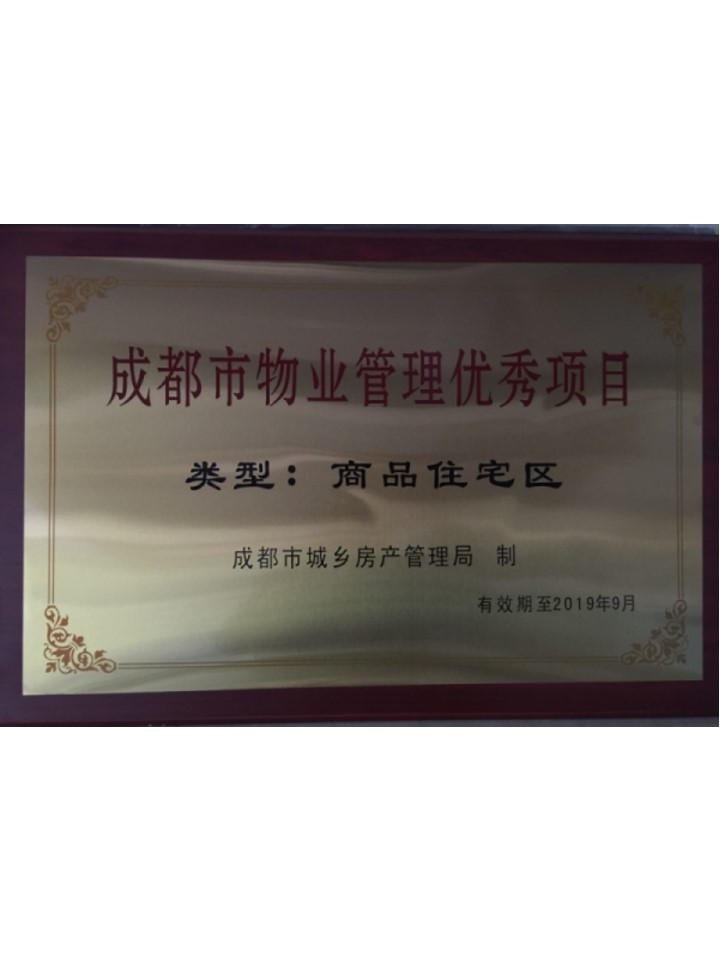 成都市物业管理优秀项目
类型：商品住宅区
成都市城乡房产管理局 制
有效期至2019年9月